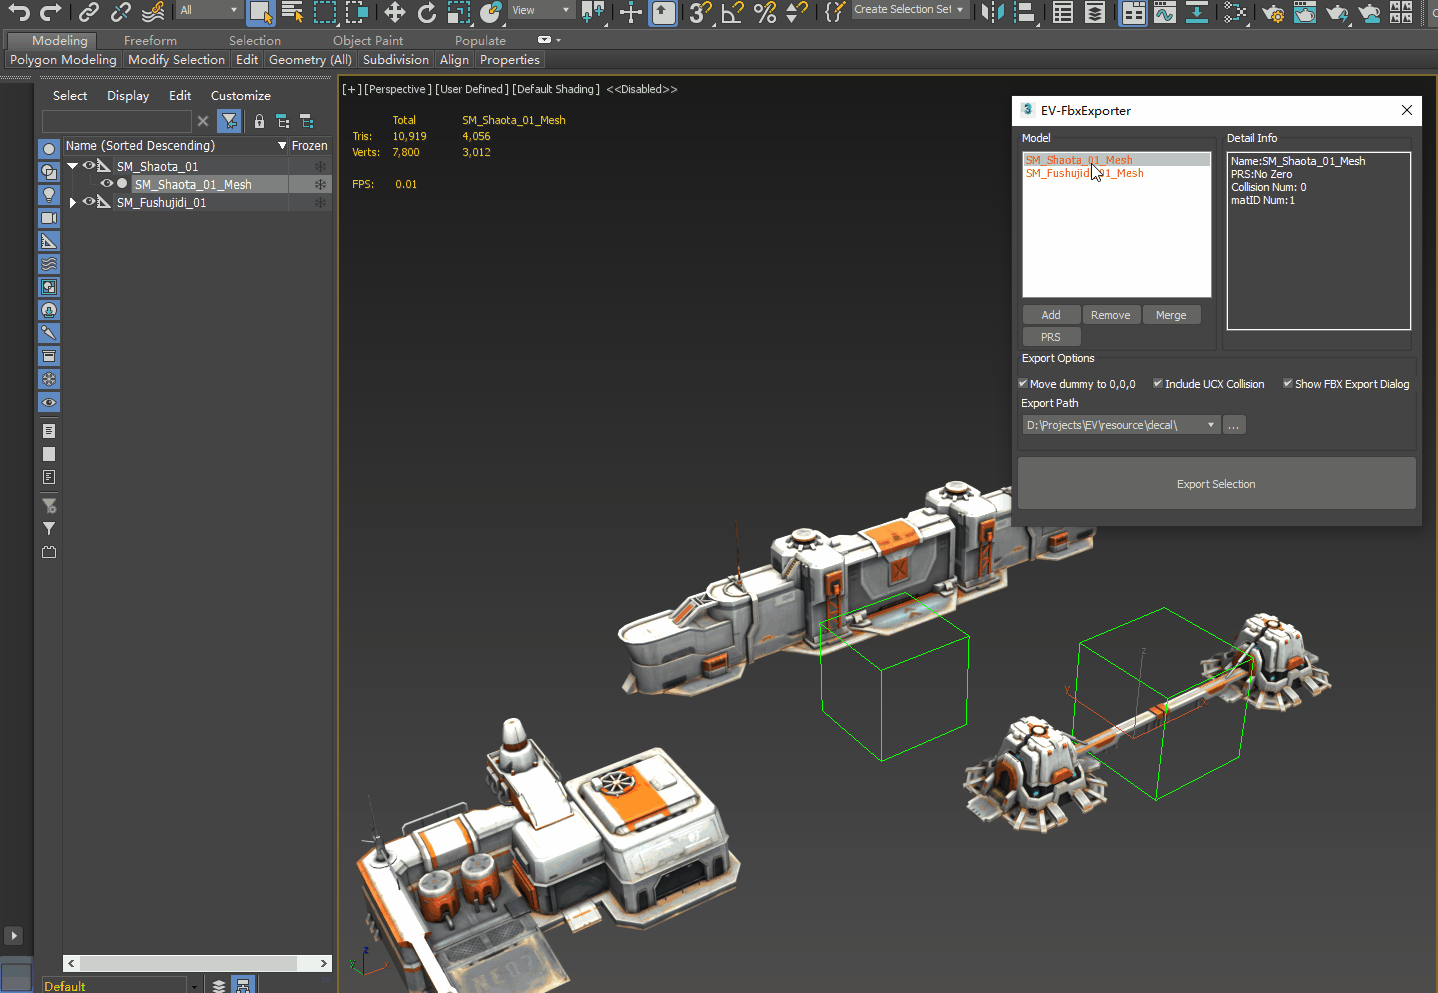 All
View
3
Create Selection Set
Modeling
Freeform
Selection
Object Paint
Populate
Polygon Modeling
Modify Selection
Edit
Geometry (All)
Subdivision
Align
Properties
Select
Display
Edit
Customize
Name (Sorted Descending)
Frozen
SM_Shaota_01
SM_Shaota_01_Mesh
SM_Fushujidi_01
Default
[+] [Perspective ] [User Defined ] [Default Shading ] <<Disabled>>
Total SM_Shaota_01_Mesh
Tris: 10,919 4,056
Verts: 7,800 3,012
FPS: 0.01
z
y
x
z
y
x
3 EV-FbxExporter
Model
SM_Shaota_01_Mesh
SM_Fushujidi_01_Mesh
Add
Remove
Merge
PRS
Detail Info
Name:SM_Shaota_01_Mesh
PRS:No Zero
Collision Num: 0
matID Num:1
Export Options
Move dummy to 0,0,0
Include UCX Collision
Show FBX Export Dialog
Export Path
D:\Projects\EV\resource\decal\
...
Export Selection